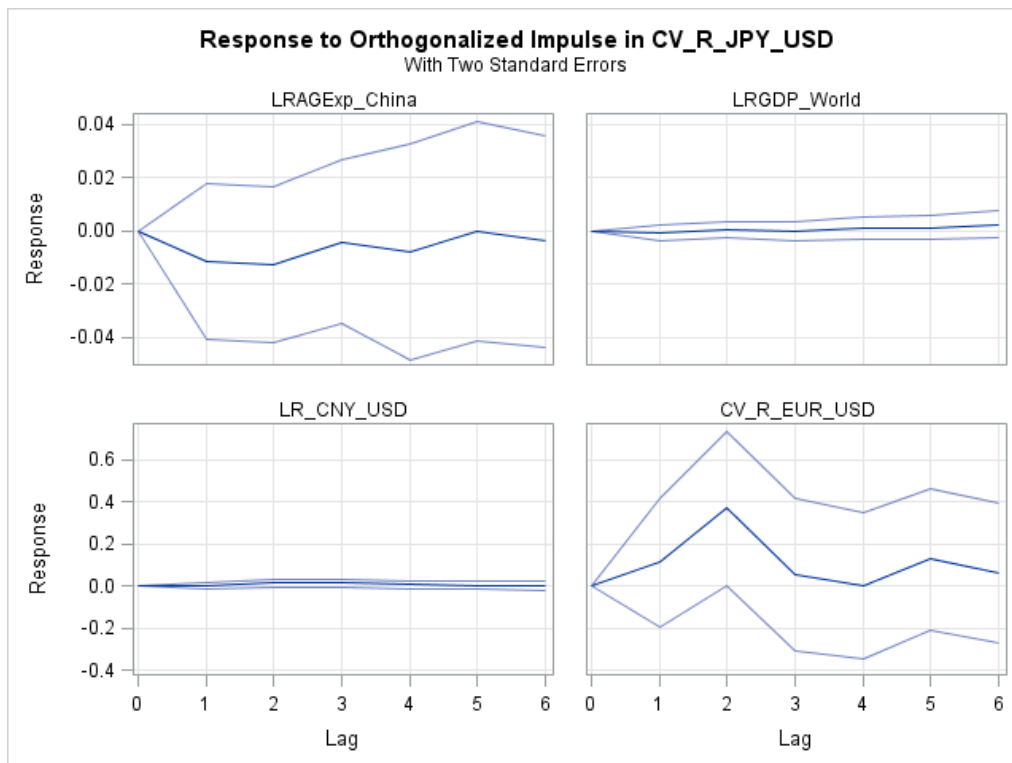 Response to Orthogonalized Impulse in CV_R_JPY_USD
With Two Standard Errors
LRAGExp_China
LRGDP_World
0.04
0.02
0.00
-0.02
-0.04
Response
LR_CNY_USD
CV_R_EUR_USD
0.6
0.4
0.2
0.0
-0.2
-0.4
Response
0 1 2 3 4 5 6
0 1 2 3 4 5 6
Lag
Lag